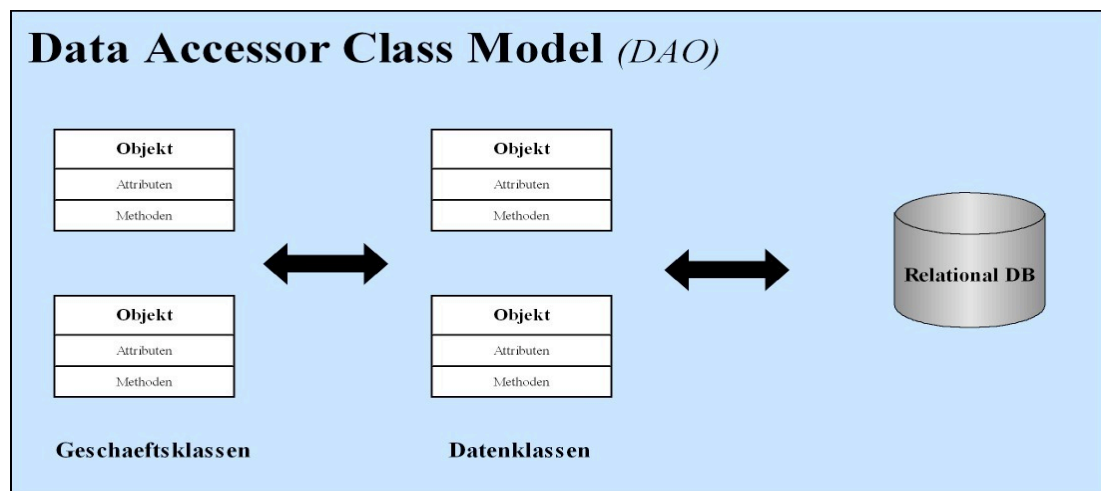 Data Accessor Class Model (DAO)
Objekt
Attributen
Methoden
Objekt
Attributen
Methoden
Relational DB
Objekt
Attributen
Methoden
Objekt
Attributen
Methoden
Geschaeftsklassen
Datenklassen